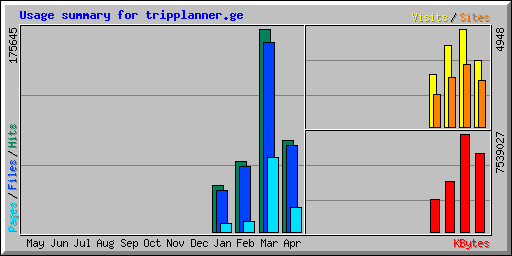 Usage summary for tripplanner.ge
Visits/Sites
175645
4948
Pages/Files/Hits
7539027
May Jun Jul Aug Sep Oct Nov Dec Jan Feb Mar Apr
KBytes